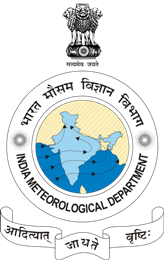 सत्यमेव जयते
भारत मौसम विज्ञान विभाग
INDIA METEOROLOGICAL DEPARTMENT
आदित्यात् जायते वृष्टिः